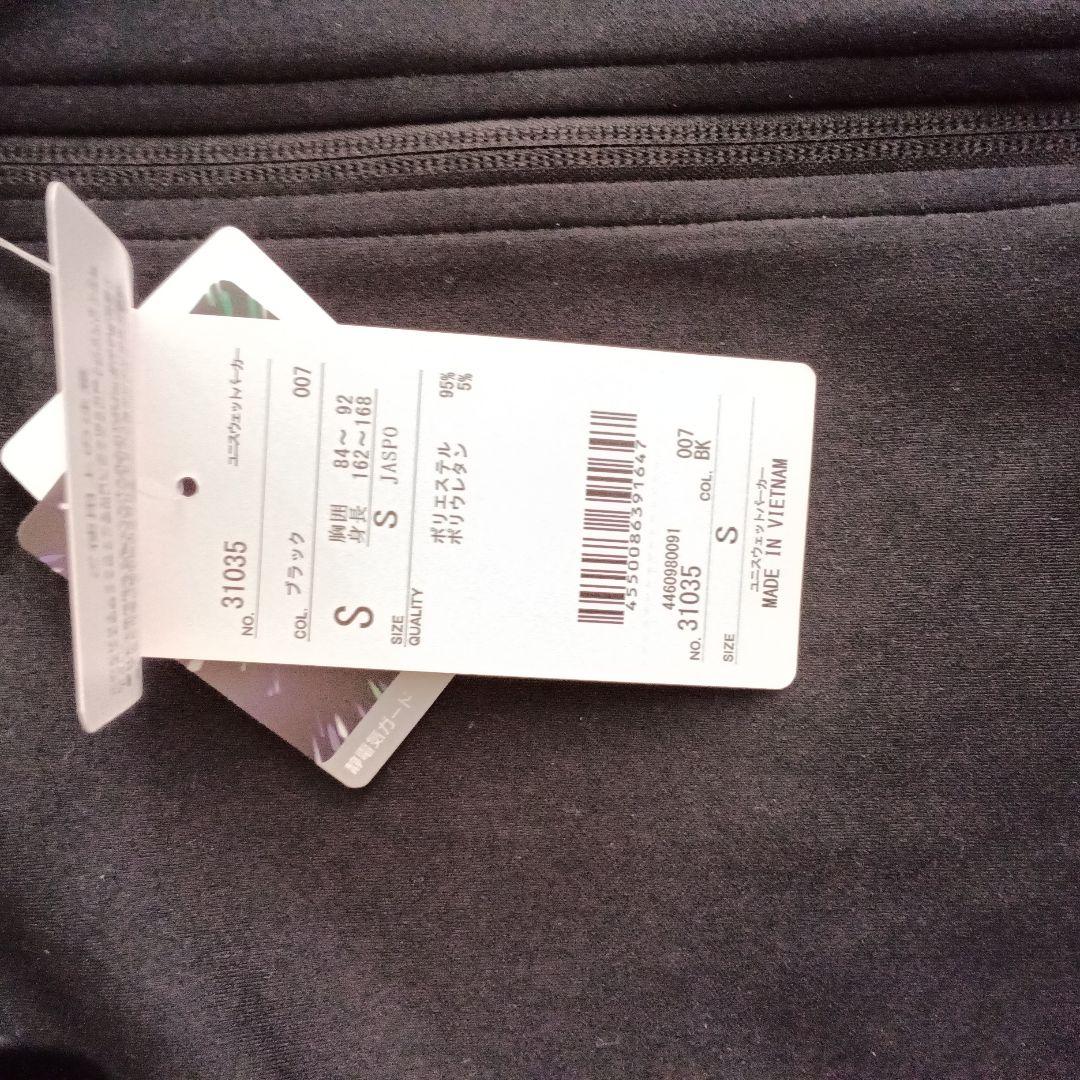 NO. 31035 ユニスウェットパーカー
COL. ブラック 007
S 胸囲 84～ 92
身長 162～168
SIZE S JASPO
QUALITY
ポリエステル 95%
ポリウレタン 5%
4550086391647
4460980091
NO. 31035 COL. 007
BK
SIZE S
ユニスウェットパーカー
MADE IN VIETNAM
静電気ガード